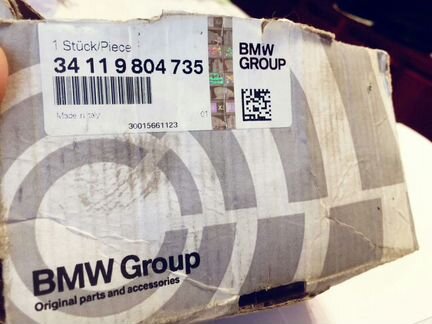 1 Stück/Piece
34 11 9 804 735
Made in Italy
01
30015661123
BMW
GROUP
BMW Group
Original parts and accessories